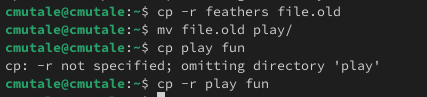 cmutale@cmutale:~$ cp -r feathers file.old
cmutale@cmutale:~$ mv file.old play/
cmutale@cmutale:~$ cp play fun
cp: -r not specified; omitting directory 'play'
cmutale@cmutale:~$ cp -r play fun